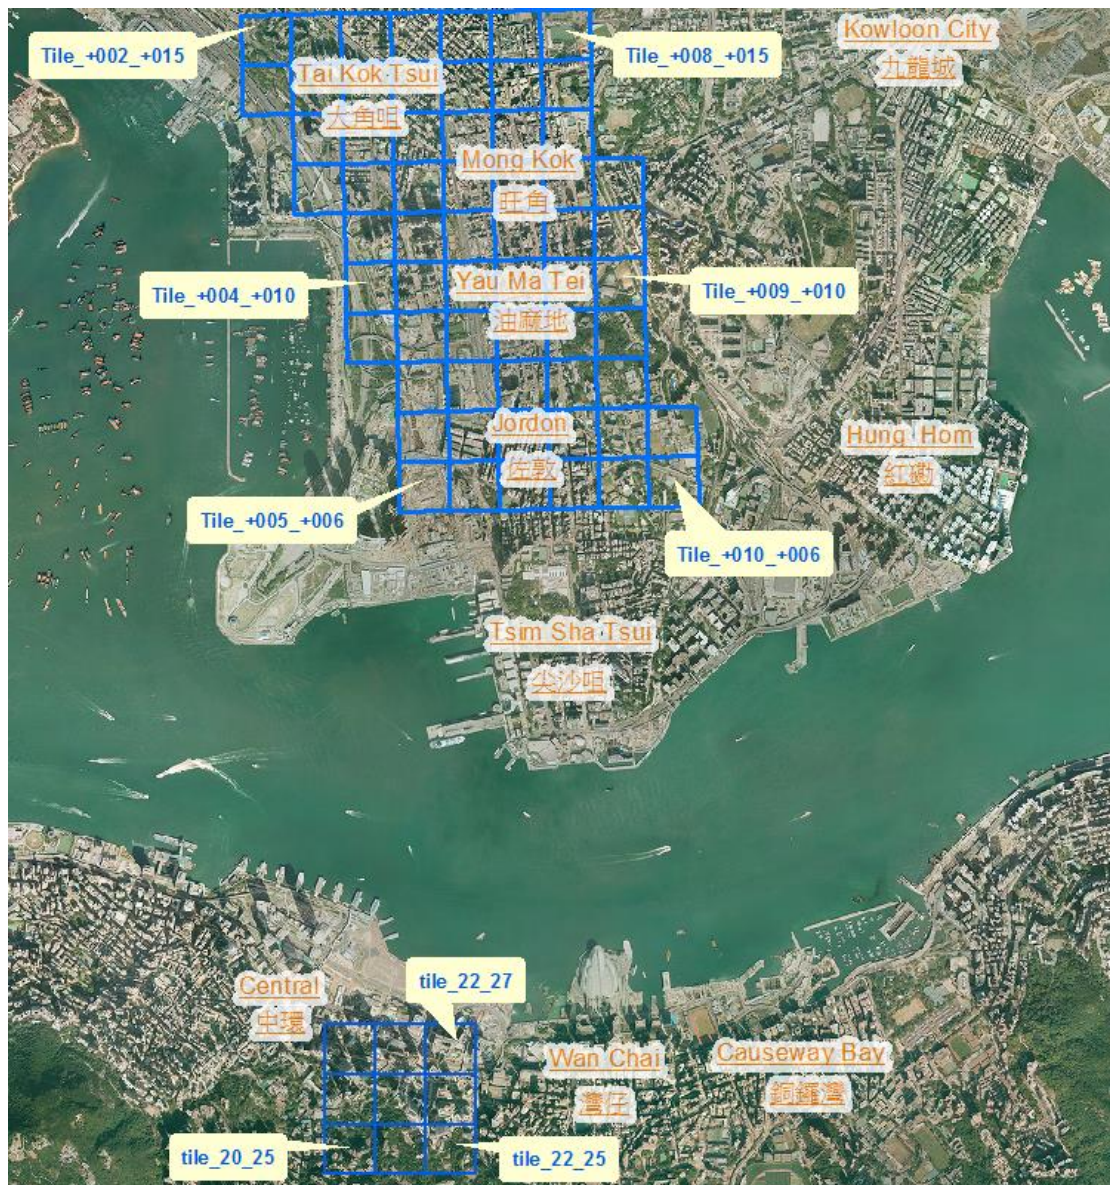 Kowloon City
九龍城
Tile_+002_+015
Tile_+008_+015
Tai Kok Tsui
大角咀
Mong Kok
旺角
Tile_+004_+010
Yau Ma Tei
油麻地
Tile_+009_+010
Jordon
佐敦
Hung Hom
紅磡
Tile_+005_+006
Tile_+010_+006
Tsim Sha Tsui
尖沙咀
Central
中環
tile_22_27
Wan Chai
灣仔
Causeway Bay
銅鑼灣
tile_20_25
tile_22_25